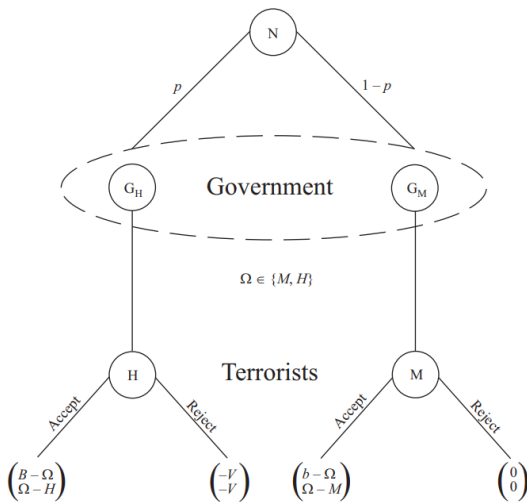 N
p
1 – p
G_H
Government
G_M
Ω ∈ {M, H}
H
Terrorists
M
Accept
Reject
Accept
Reject
(B – Ω
Ω – H)
(–V
–V)
(b – Ω
Ω – M)
(0
0)